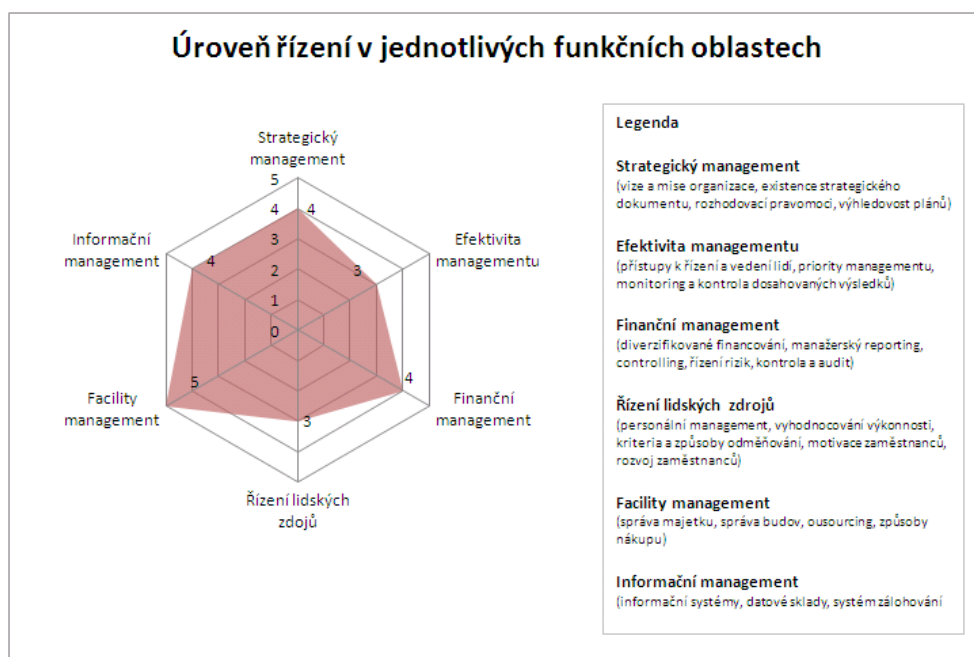 Úroveň řízení v jednotlivých funkčních oblastech
Strategický
management
5
4
4
3
2
1
0
Efektivita
managementu
3
Finanční
management
4
Řízení lidských
zdojů
3
Facility
management
5
Informační
management
4
Legenda
Strategický management
(vize a mise organizace, existence strategického
dokumentu, rozhodovací pravomoci, výhledovost plánů)
Efektivita managementu
(přístupy k řízení a vedení lidí, priority managementu,
monitoring a kontrola dosahovaných výsledků)
Finanční management
(diverzifikované financování, manažerský reporting,
controlling, řízení rizik, kontrola a audit)
Řízení lidských zdrojů
(personální management, vyhodnocování výkonnosti,
kriteria a způsoby odměňování, motivace zaměstnanců,
rozvoj zaměstnanců)
Facility management
(správa majetku, správa budov, ousourcing, způsoby
nákupu)
Informační management
(informační systémy, datové sklady, systém zálohování